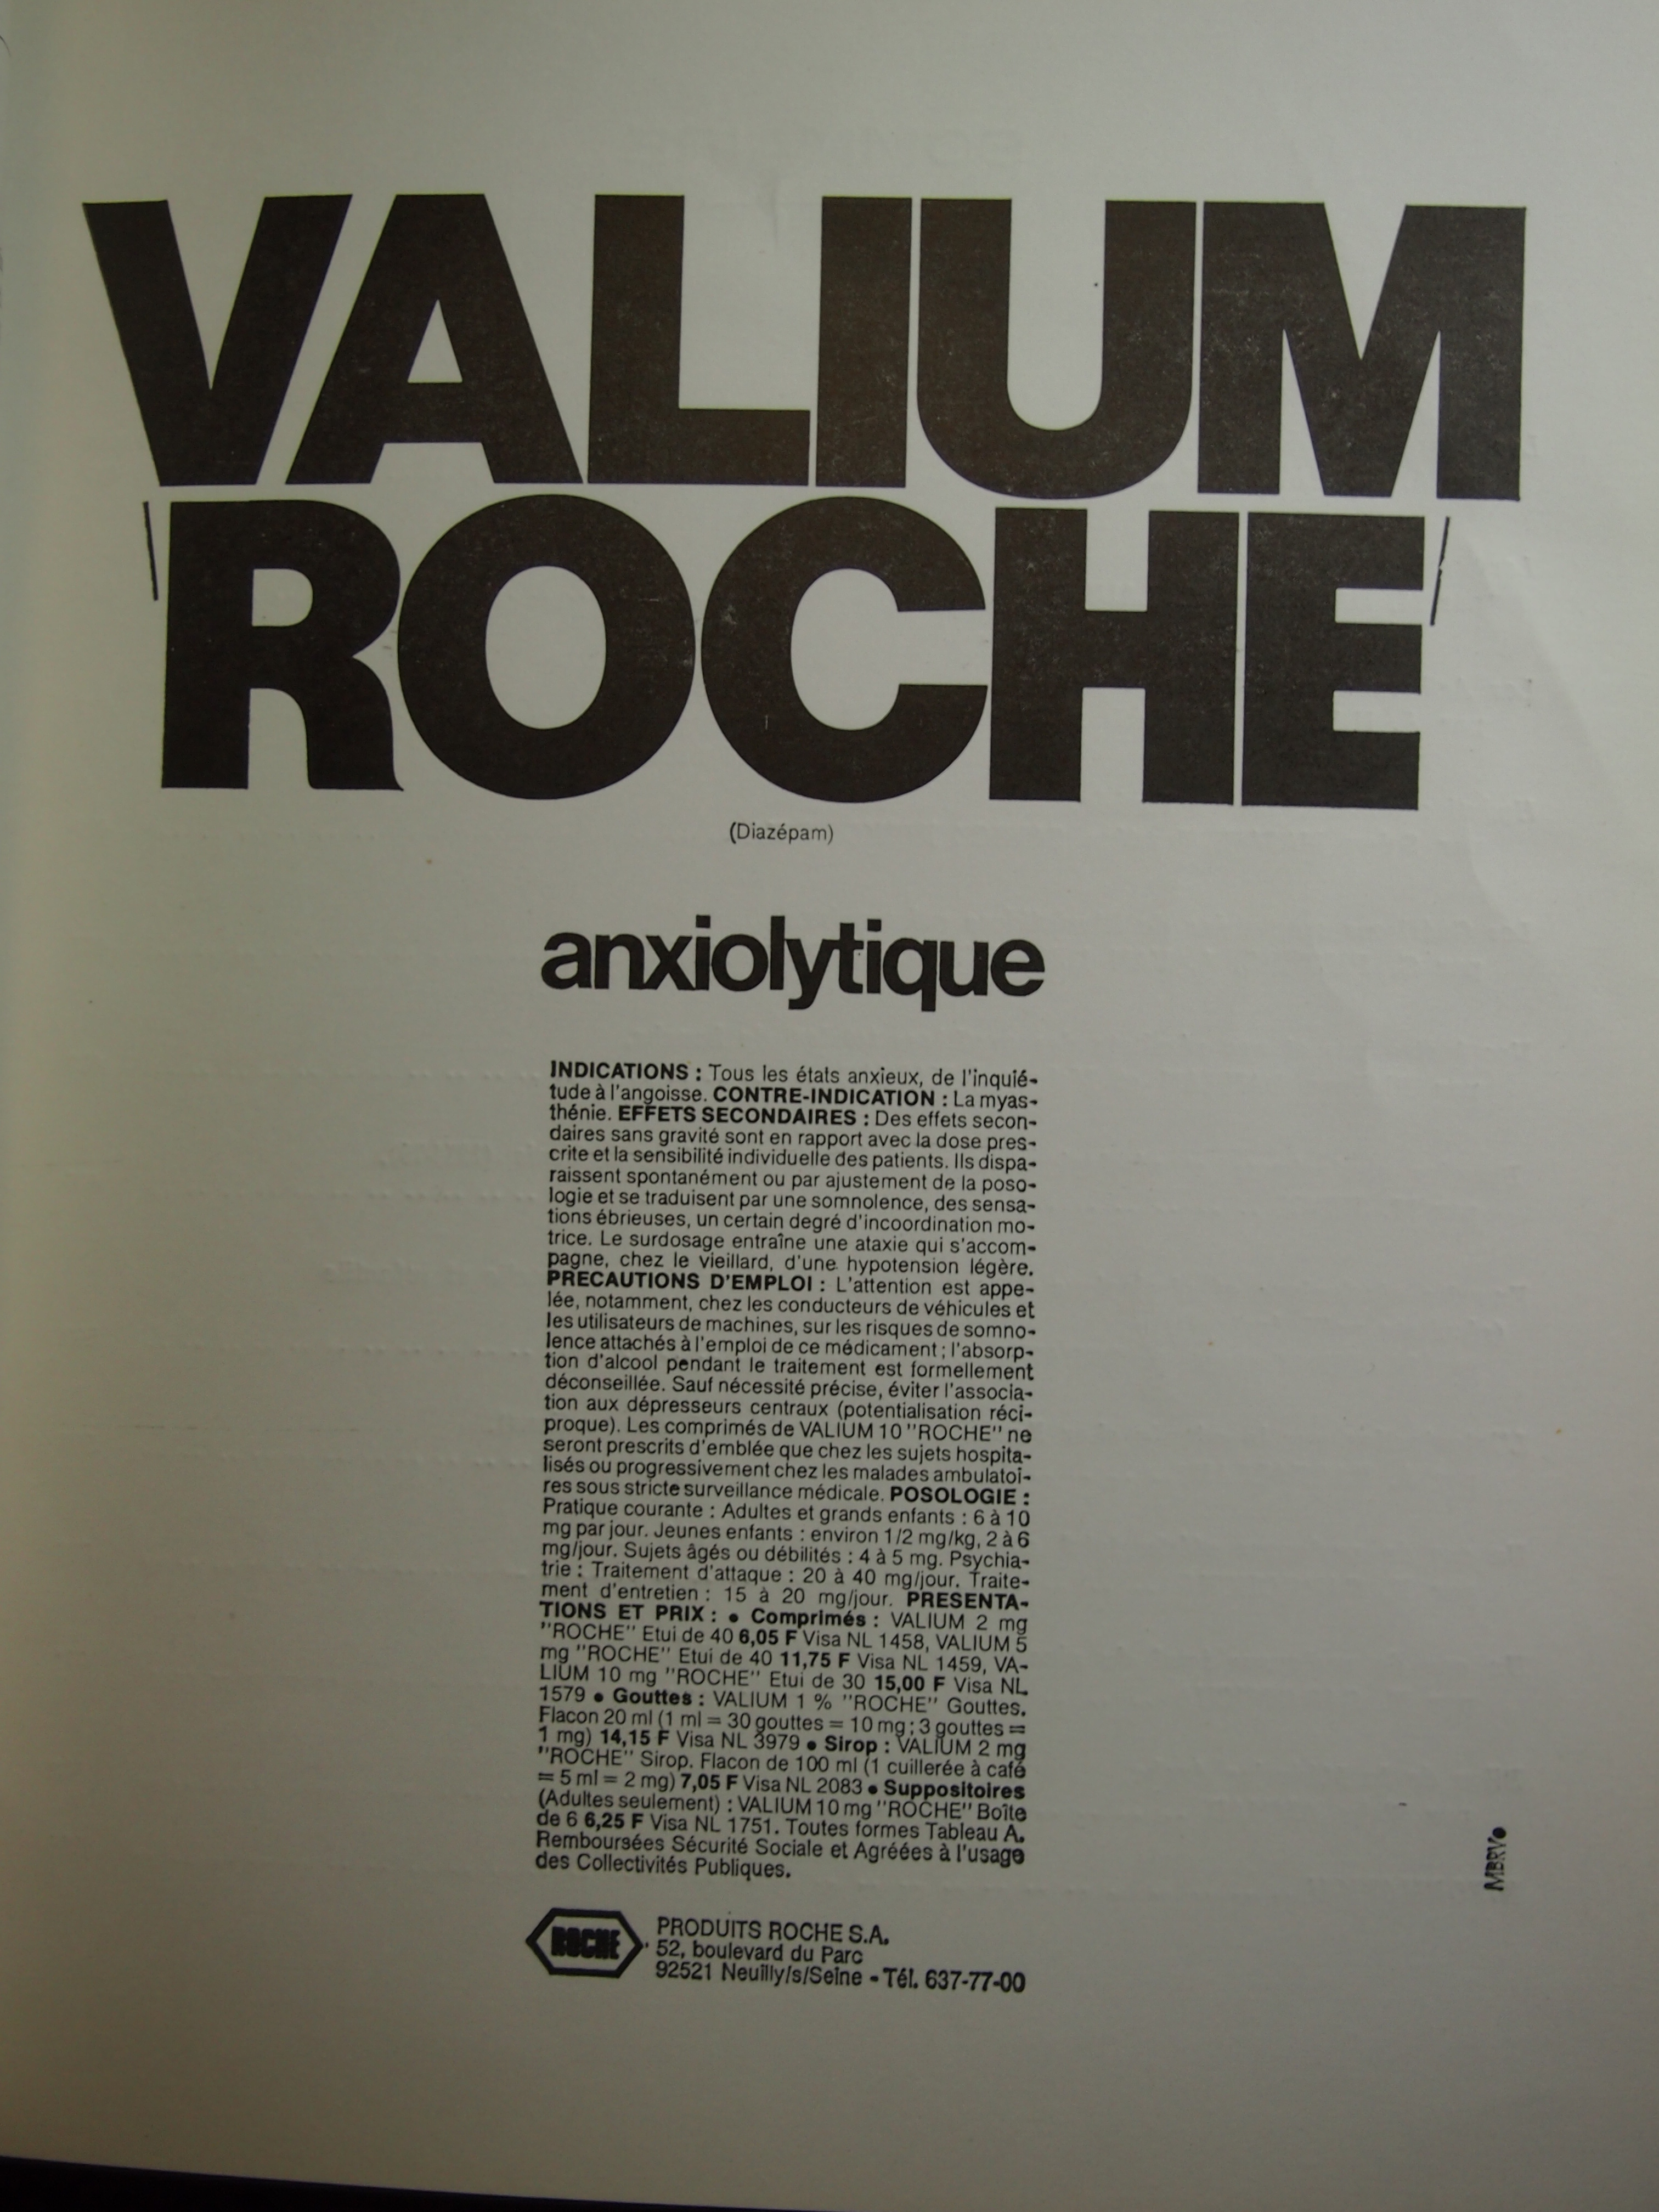 VALIUM
"ROCHE"
(Diazépam)
anxiolytique
INDICATIONS : Tous les états anxieux, de l'inquié-
tude à l'angoisse. CONTRE-INDICATION : La myas-
thénie. EFFETS SECONDAIRES : Des effets secon-
daires sans gravité sont en rapport avec la dose pres-
crite et la sensibilité individuelle des patients. Ils dispa-
raissent spontanément ou par ajustement de la poso-
logie et se traduisent par une somnolence, des sensa-
tions ébrieuses, un certain degré d'incoordination mo-
trice. Le surdosage entraîne une ataxie qui s'accom-
pagne, chez le vieillard, d'une hypotension légère.
PRECAUTIONS D'EMPLOI : L'attention est appe-
lée, notamment, chez les conducteurs de véhicules et
les utilisateurs de machines, sur les risques de somno-
lence attachés à l'emploi de ce médicament ; l'absorp-
tion d'alcool pendant le traitement est formellement
déconseillée. Sauf nécessité précise, éviter l'associa-
tion aux dépresseurs centraux (potentialisation réci-
proque). Les comprimés de VALIUM 10 "ROCHE" ne
seront prescrits d'emblée que chez les sujets hospita-
lisés ou progressivement chez les malades ambulatoi-
res sous stricte surveillance médicale. POSOLOGIE :
Pratique courante : Adultes et grands enfants : 6 à 10
mg par jour. Jeunes enfants : environ 1/2 mg/kg, 2 à 6
mg/jour. Sujets âgés ou débilités : 4 à 5 mg. Psychia-
trie : Traitement d'attaque : 20 à 40 mg/jour. Traite-
ment d'entretien : 15 à 20 mg/jour. PRESENTA-
TIONS ET PRIX : • Comprimés : VALIUM 2 mg
"ROCHE" Etui de 40 6,05 F Visa NL 1458, VALIUM 5
mg "ROCHE" Etui de 40 11,75 F Visa NL 1459, VA-
LIUM 10 mg "ROCHE" Etui de 30 15,00 F Visa NL
1579 • Gouttes : VALIUM 1 % "ROCHE" Gouttes.
Flacon 20 ml (1 ml = 30 gouttes = 10 mg ; 3 gouttes =
1 mg) 14,15 F Visa NL 3979 • Sirop : VALIUM 2 mg
"ROCHE" Sirop. Flacon de 100 ml (1 cuillerée à café
= 5 ml = 2 mg) 7,05 F Visa NL 2083 • Suppositoires
(Adultes seulement) : VALIUM 10 mg "ROCHE" Boîte
de 6 6,25 F Visa NL 1751. Toutes formes Tableau A.
Remboursées Sécurité Sociale et Agréées à l'usage
des Collectivités Publiques.
ROCHE
PRODUITS ROCHE S.A.
52, boulevard du Parc
92521 Neuilly/s/Seine - Tél. 637-77-00
MBRV•